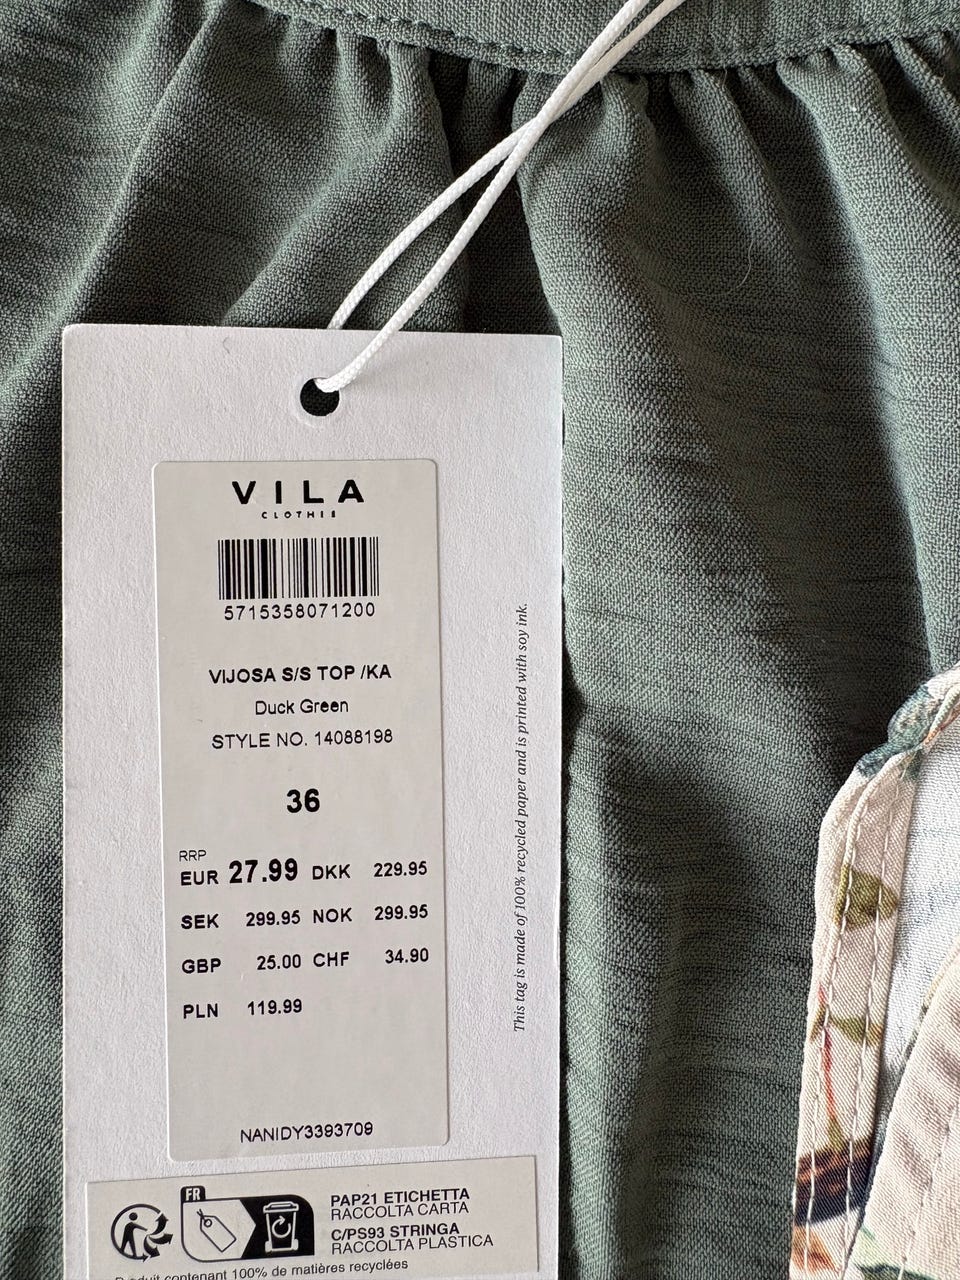 VILA
CLOTHES
5715358071200
VIJOSA S/S TOP /KA
Duck Green
STYLE NO. 14088198
36
RRP
EUR 27.99 DKK 229.95
SEK 299.95 NOK 299.95
GBP 25.00 CHF 34.90
PLN 119.99
NANIDY3393709
This tag is made of 100% recycled paper and is printed with soy ink.
FR
PAP21 ETICHETTA
RACCOLTA CARTA
C/PS93 STRINGA
RACCOLTA PLASTICA
Produit contenant 100% de matières recyclées